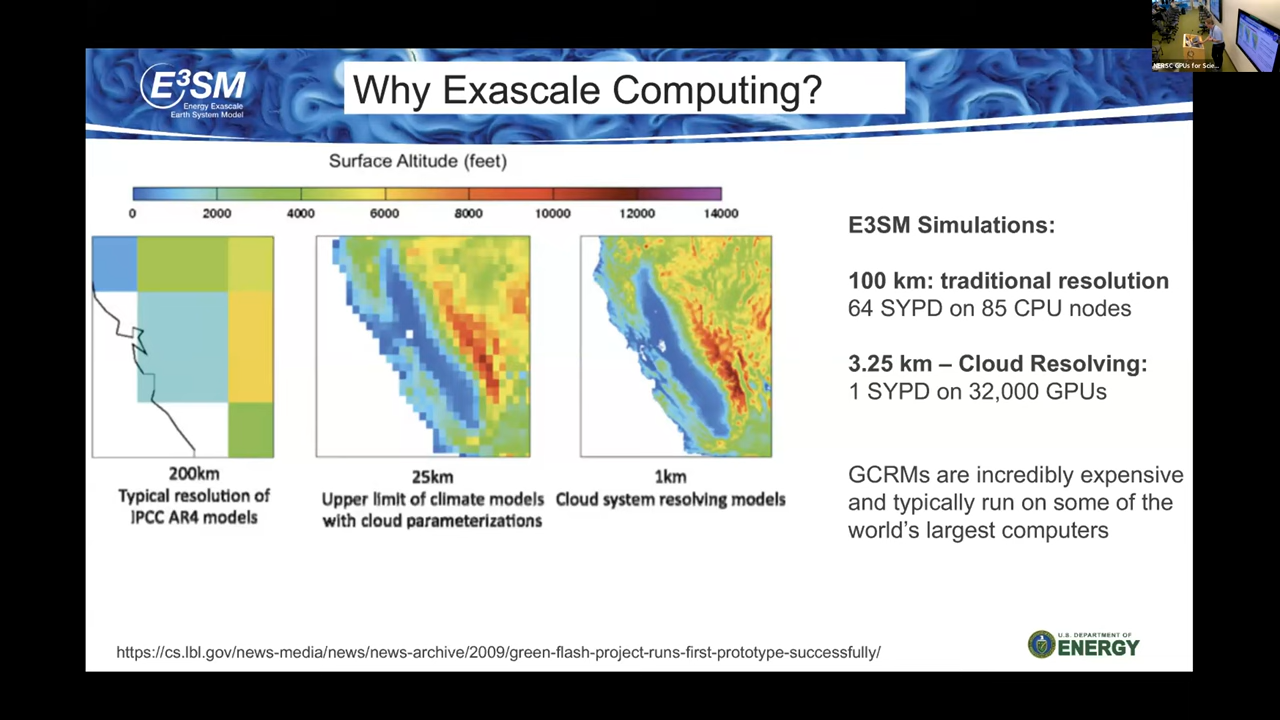 NERSC GPUs for Scie...
E³SM
Energy Exascale
Earth System Model
Why Exascale Computing?
Surface Altitude (feet)
0 2000 4000 6000 8000 10000 12000 14000
200km
Typical resolution of
IPCC AR4 models
25km
Upper limit of climate models
with cloud parameterizations
1km
Cloud system resolving models
E3SM Simulations:
100 km: traditional resolution
64 SYPD on 85 CPU nodes
3.25 km – Cloud Resolving:
1 SYPD on 32,000 GPUs
GCRMs are incredibly expensive
and typically run on some of the
world's largest computers
https://cs.lbl.gov/news-media/news/news-archive/2009/green-flash-project-runs-first-prototype-successfully/
U.S. DEPARTMENT OF
ENERGY